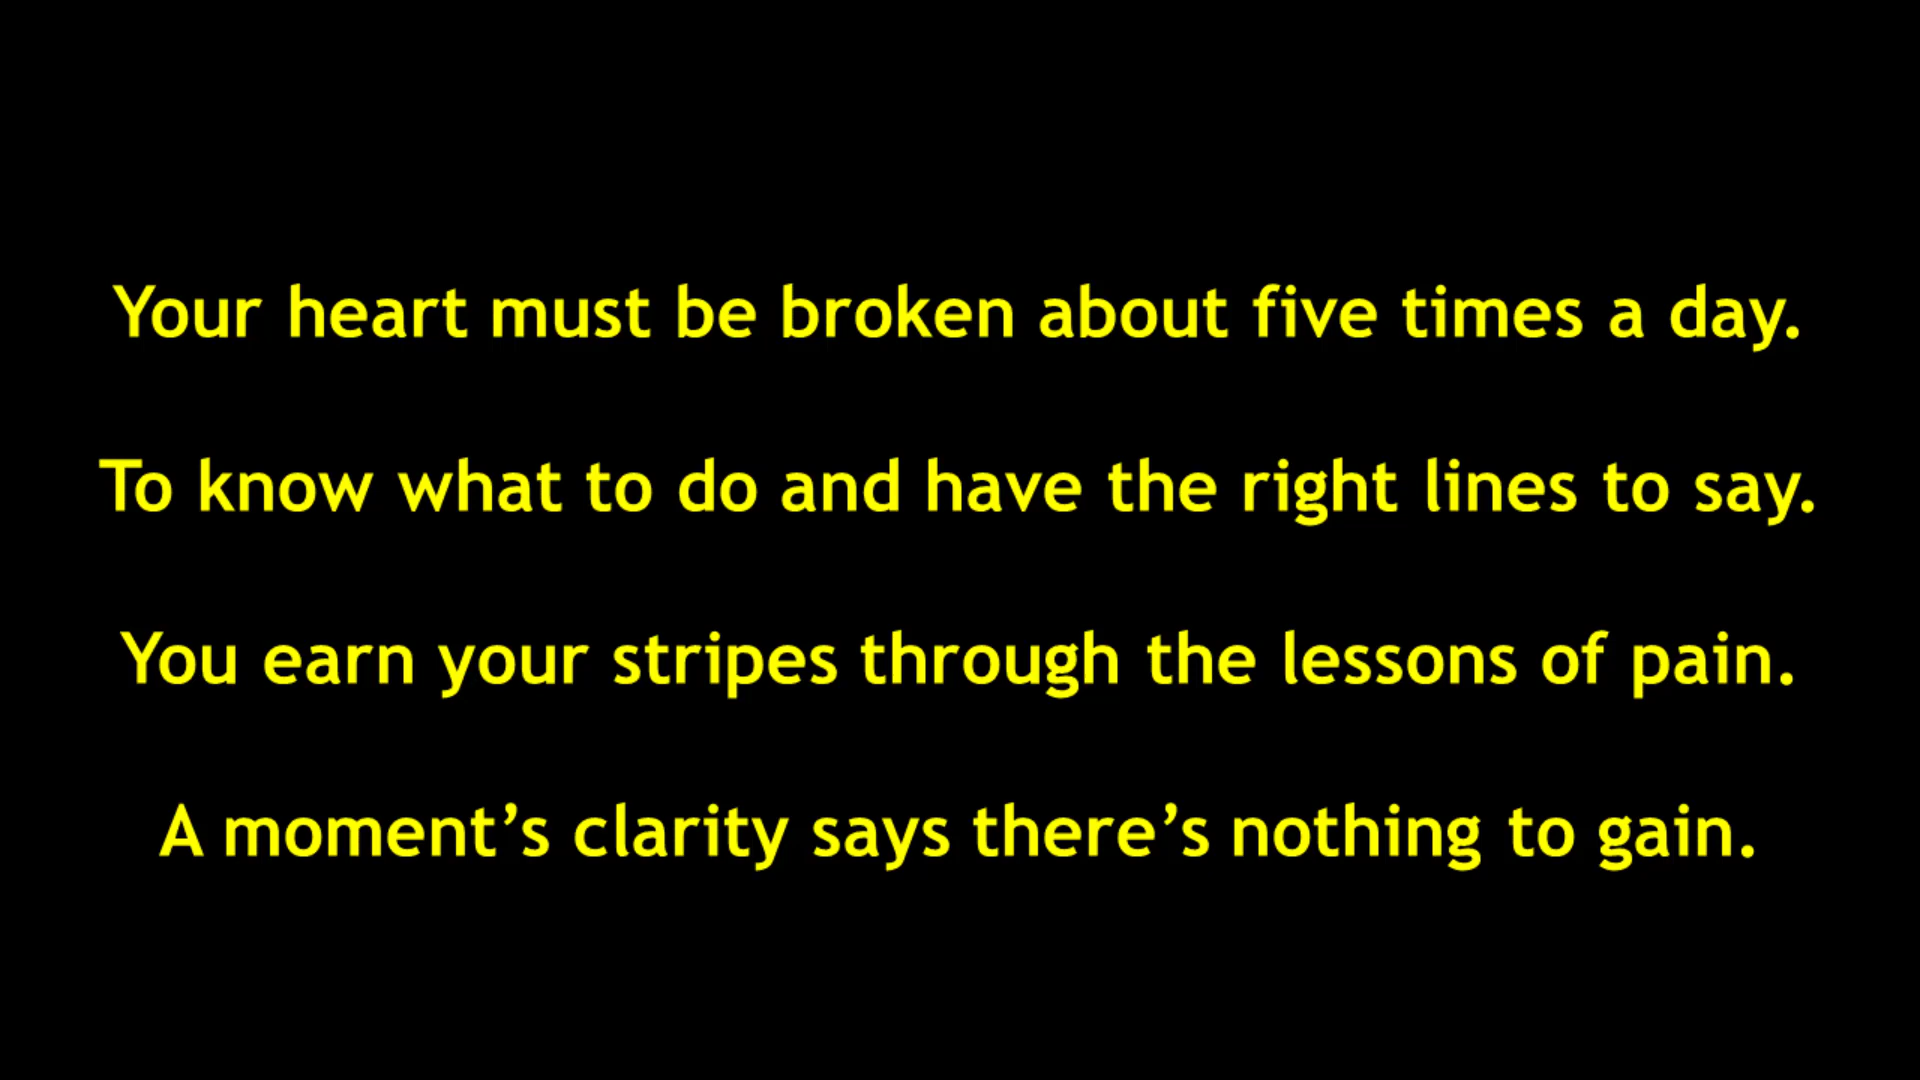 Your heart must be broken about five times a day.
To know what to do and have the right lines to say.
You earn your stripes through the lessons of pain.
A moment’s clarity says there’s nothing to gain.